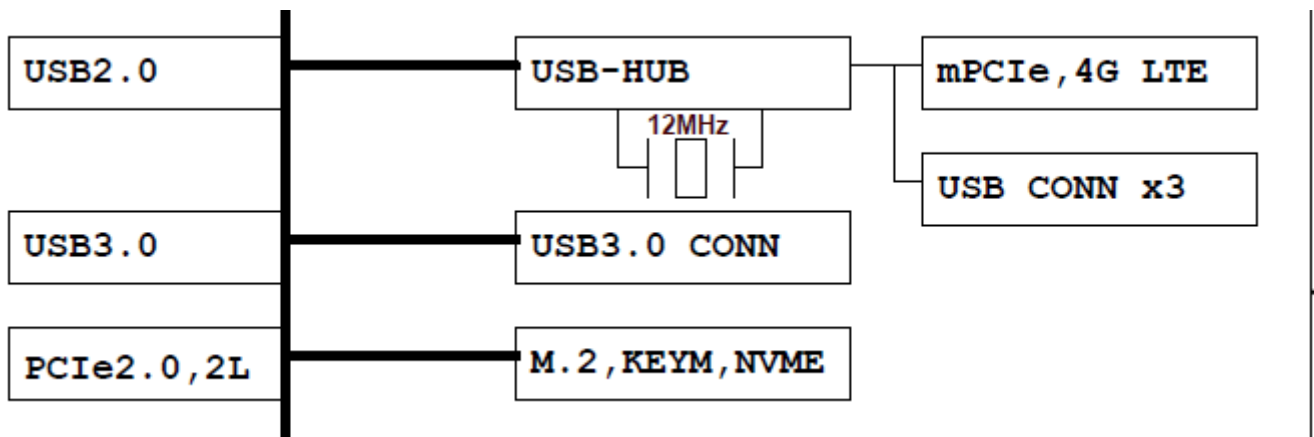 USB2.0
USB-HUB
mPCIe,4G LTE
12MHz
USB CONN x3
USB3.0
USB3.0 CONN
PCIe2.0,2L
M.2,KEYM,NVME